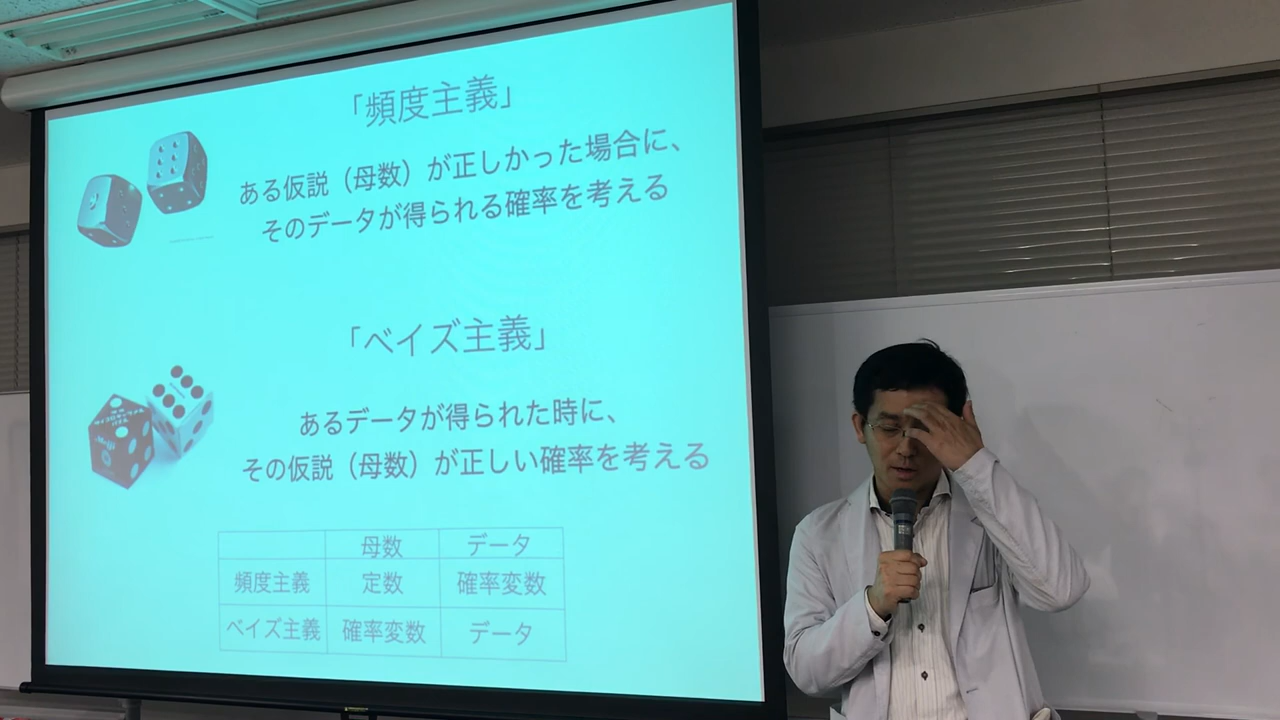 「頻度主義」
ある仮説（母数）が正しかった場合に、
そのデータが得られる確率を考える
「ベイズ主義」
あるデータが得られた時に、
その仮説（母数）が正しい確率を考える
母数 データ
頻度主義 定数 確率変数
ベイズ主義 確率変数 データ